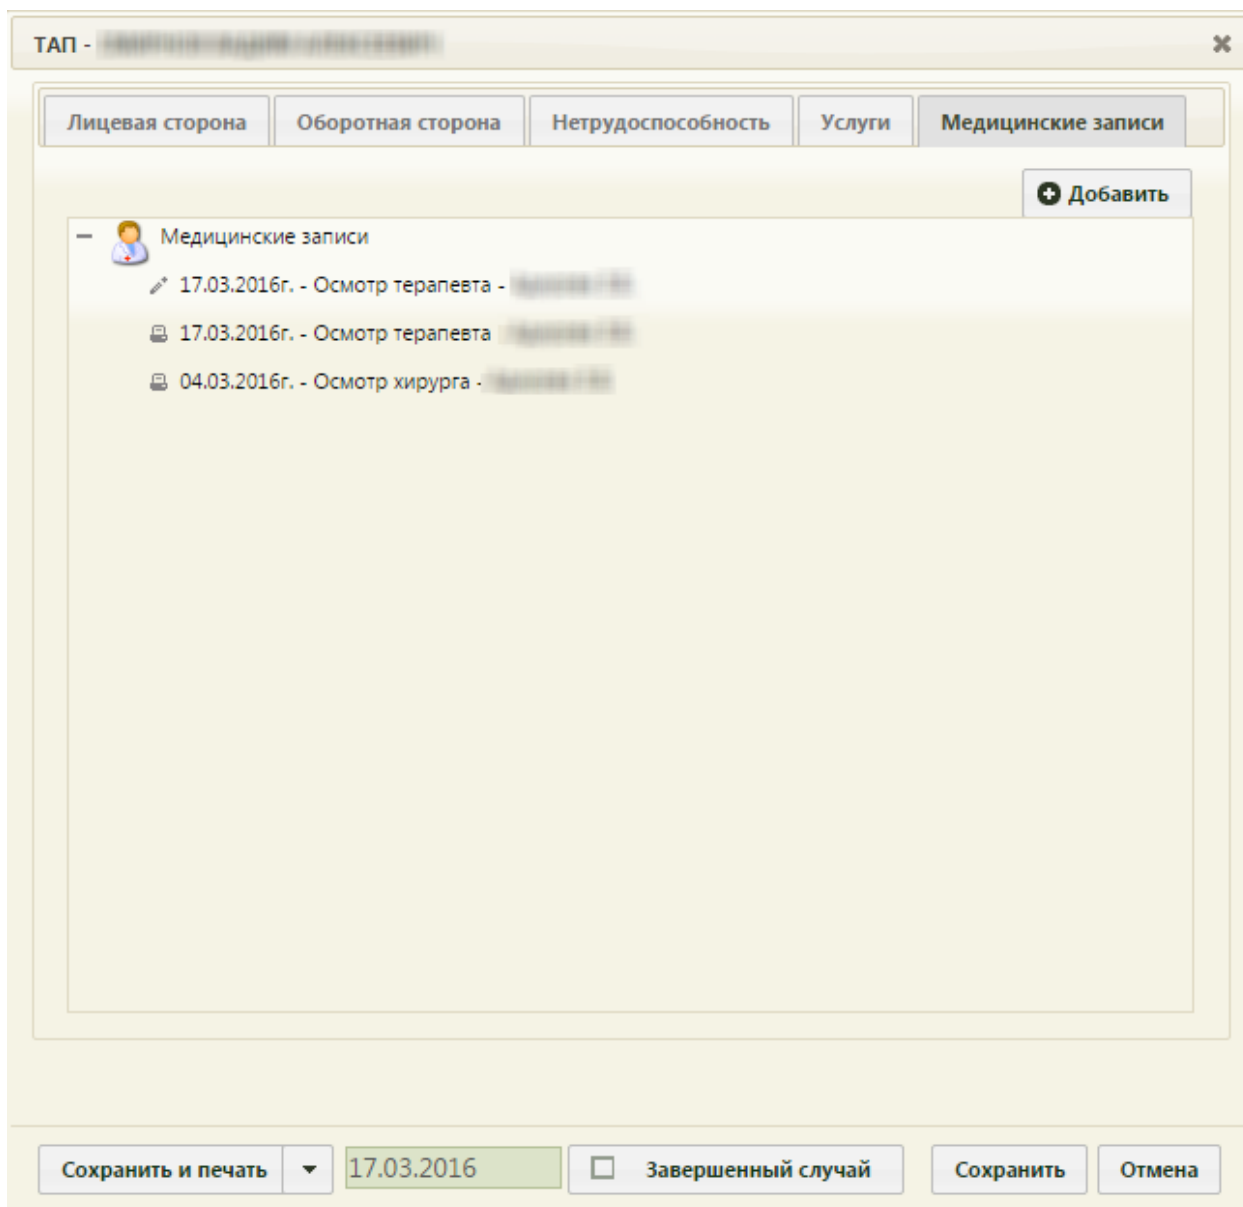 ТАП -
Лицевая сторона Оборотная сторона Нетрудоспособность Услуги Медицинские записи
Добавить
Медицинские записи
17.03.2016г. - Осмотр терапевта -
17.03.2016г. - Осмотр терапевта
04.03.2016г. - Осмотр хирурга -
Сохранить и печать 17.03.2016 Завершенный случай Сохранить Отмена